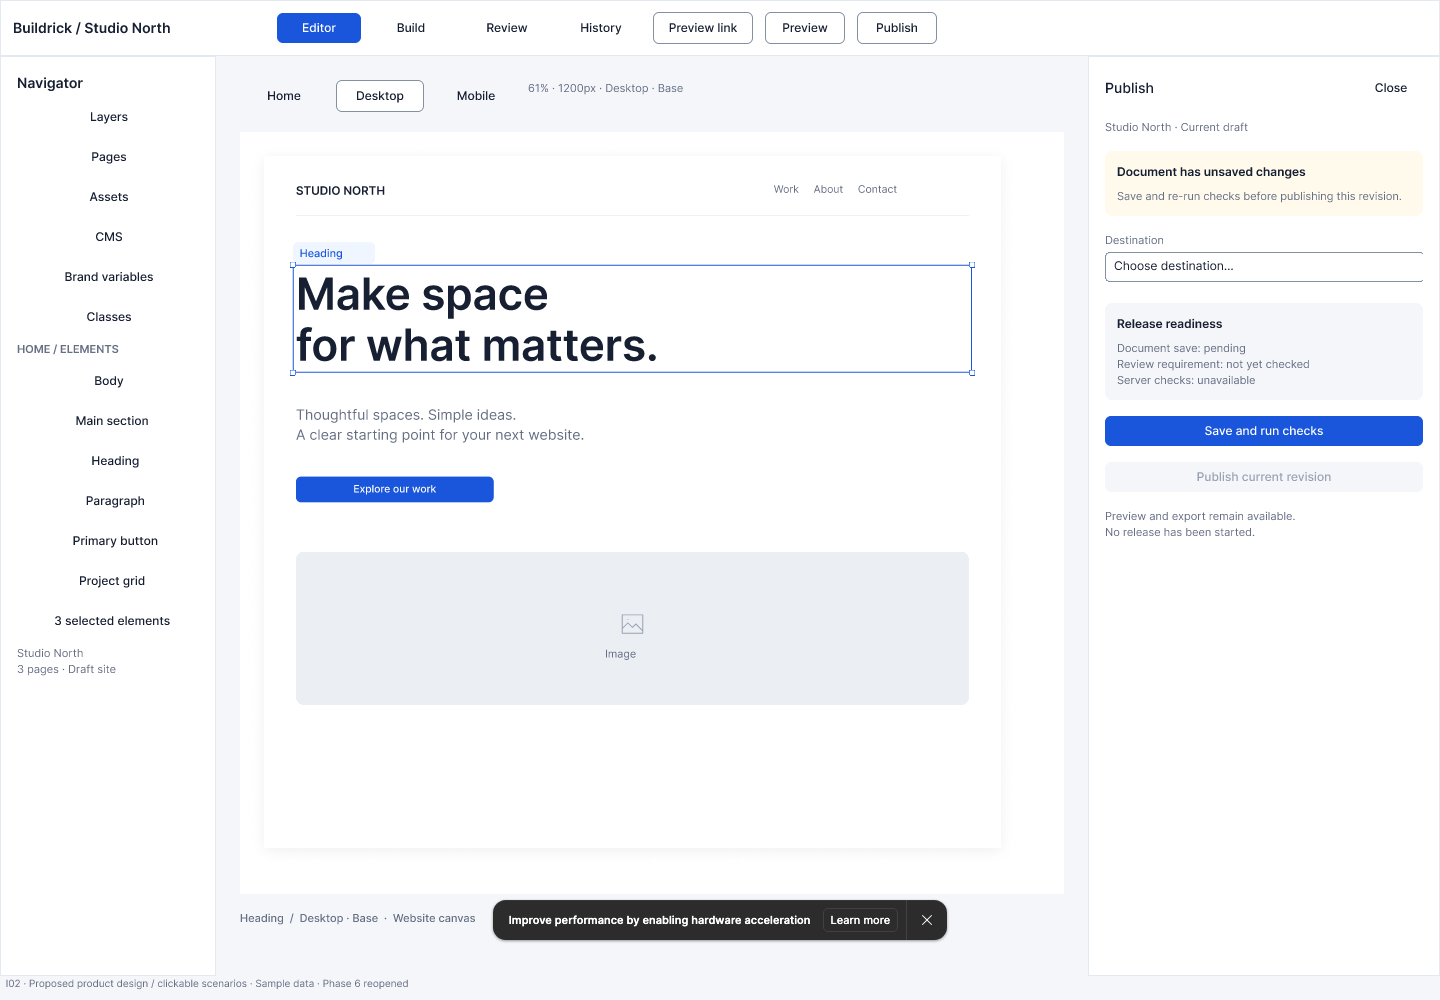 Buildrick / Studio North
Editor
Build
Review
History
Preview link
Preview
Publish
Navigator
Layers
Pages
Assets
CMS
Brand variables
Classes
HOME / ELEMENTS
Body
Main section
Heading
Paragraph
Primary button
Project grid
3 selected elements
Studio North
3 pages · Draft site
Home
Desktop
Mobile
61% · 1200px · Desktop · Base
STUDIO NORTH
Work
About
Contact
Heading
Make space
for what matters.
Thoughtful spaces. Simple ideas.
A clear starting point for your next website.
Explore our work
Image
Heading / Desktop · Base · Website canvas
Improve performance by enabling hardware acceleration
Learn more
Publish
Close
Studio North · Current draft
Document has unsaved changes
Save and re-run checks before publishing this revision.
Destination
Choose destination...
Release readiness
Document save: pending
Review requirement: not yet checked
Server checks: unavailable
Save and run checks
Publish current revision
Preview and export remain available.
No release has been started.
I02 · Proposed product design / clickable scenarios · Sample data · Phase 6 reopened